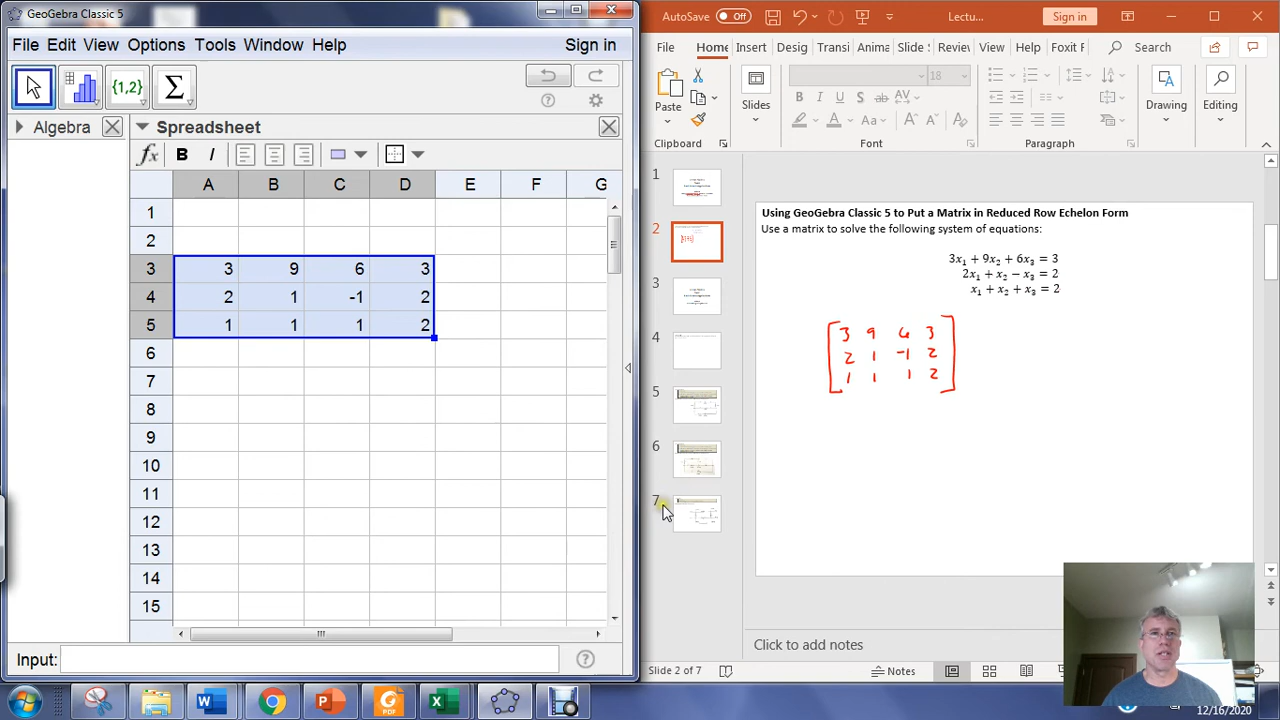 GeoGebra Classic 5
File Edit View Options Tools Window Help Sign in
{1,2} Σ
Algebra Spreadsheet
fx B I
A B C D E F G
1
2
3 3 9 6 3
4 2 1 -1 2
5 1 1 1 2
6
7
8
9
10
11
12
13
14
15
Input:
AutoSave Off Lectu... Sign in
File Home Insert Desig Transi Anima Slide S Review View Help Foxit F Search
18
Paste Slides Drawing Editing
B I U S ab AV
Aa A A A
Clipboard Font Paragraph
1
2
3
4
5
6
7
Using GeoGebra Classic 5 to Put a Matrix in Reduced Row Echelon Form
Use a matrix to solve the following system of equations:
3x₁ + 9x₂ + 6x₃ = 3
2x₁ + x₂ − x₃ = 2
x₁ + x₂ + x₃ = 2
3 9 6 3
2 1 -1 2
1 1 1 2
Click to add notes
Slide 2 of 7 Notes
12/16/2020